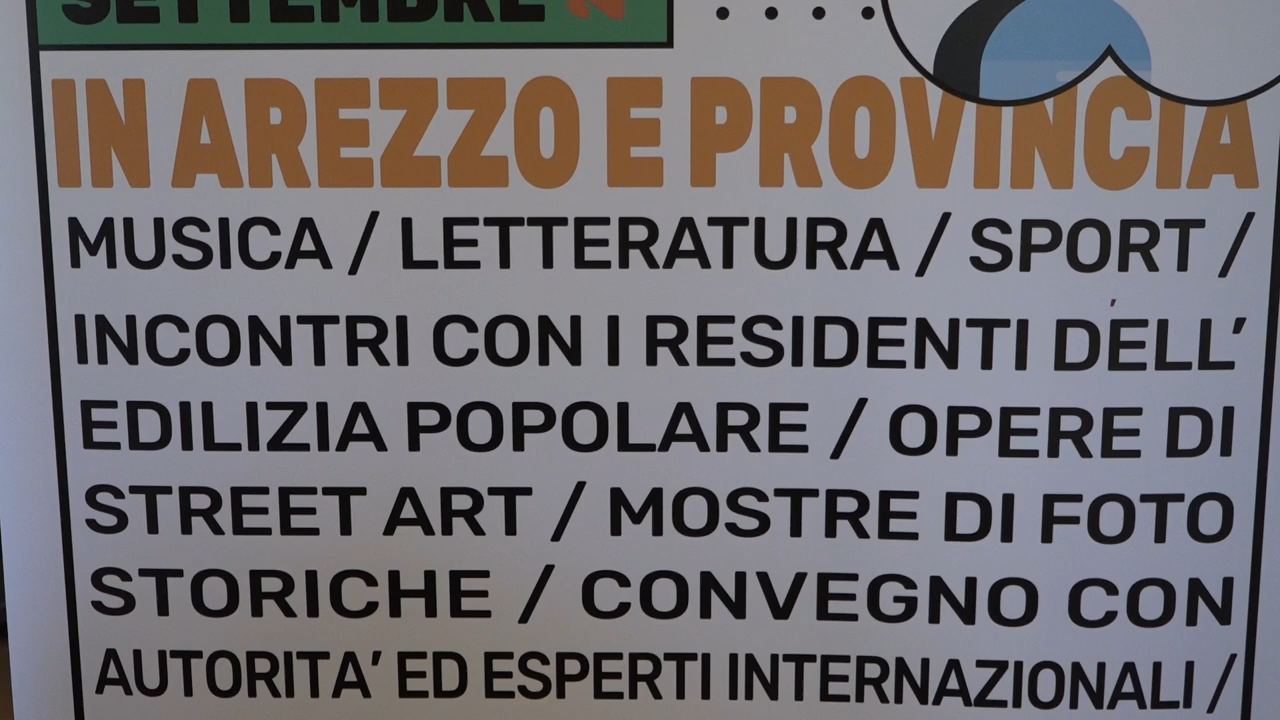 SETTEMBRE
IN AREZZO E PROVINCIA
MUSICA / LETTERATURA / SPORT /
INCONTRI CON I RESIDENTI DELL'
EDILIZIA POPOLARE / OPERE DI
STREET ART / MOSTRE DI FOTO
STORICHE / CONVEGNO CON
AUTORITA' ED ESPERTI INTERNAZIONALI /